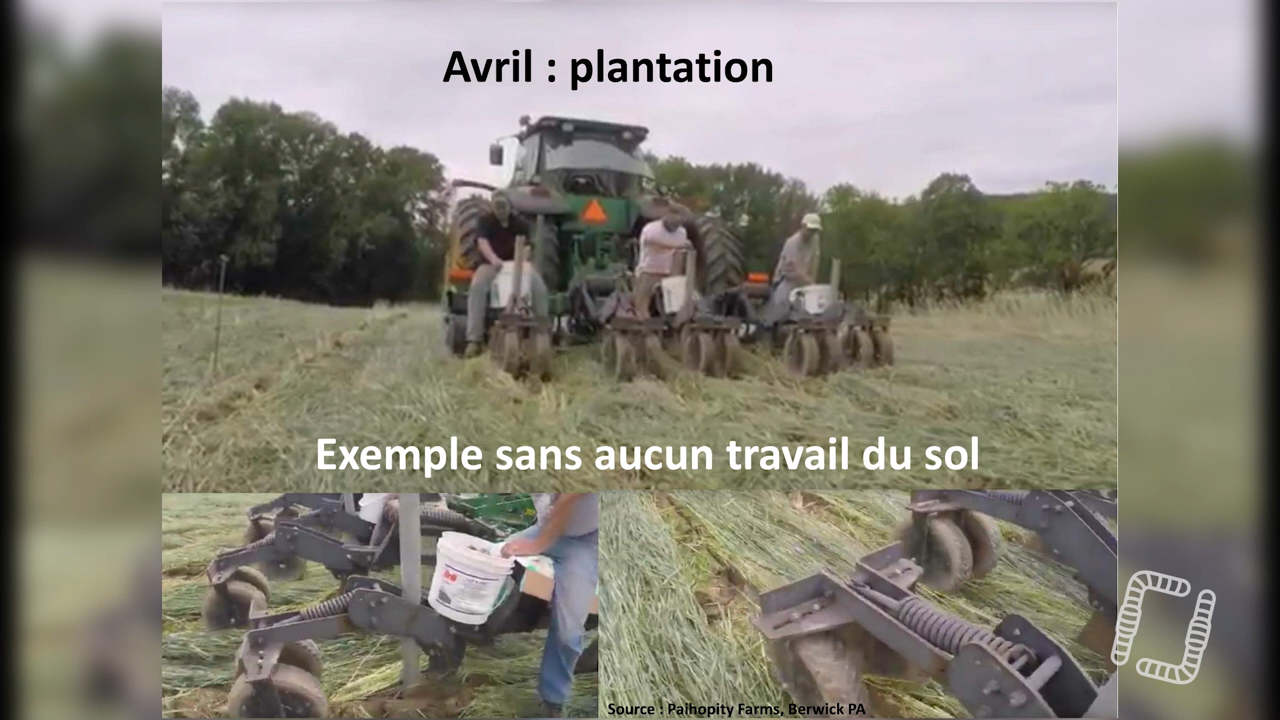 Avril : plantation
Exemple sans aucun travail du sol
Source : Paihopity Farms, Berwick PA